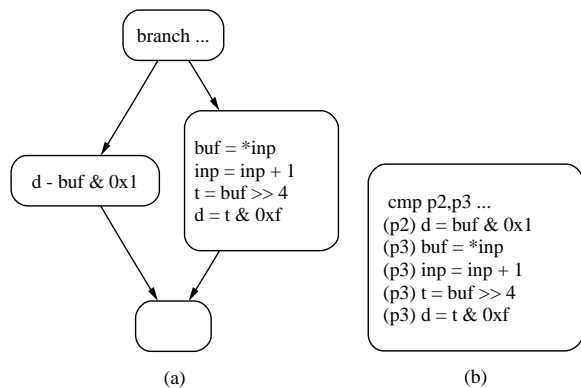 branch ...
d - buf & 0x1
buf = *inp
inp = inp + 1
t = buf >> 4
d = t & 0xf
(a)
cmp p2,p3 ...
(p2) d = buf & 0x1
(p3) buf = *inp
(p3) inp = inp + 1
(p3) t = buf >> 4
(p3) d = t & 0xf
(b)